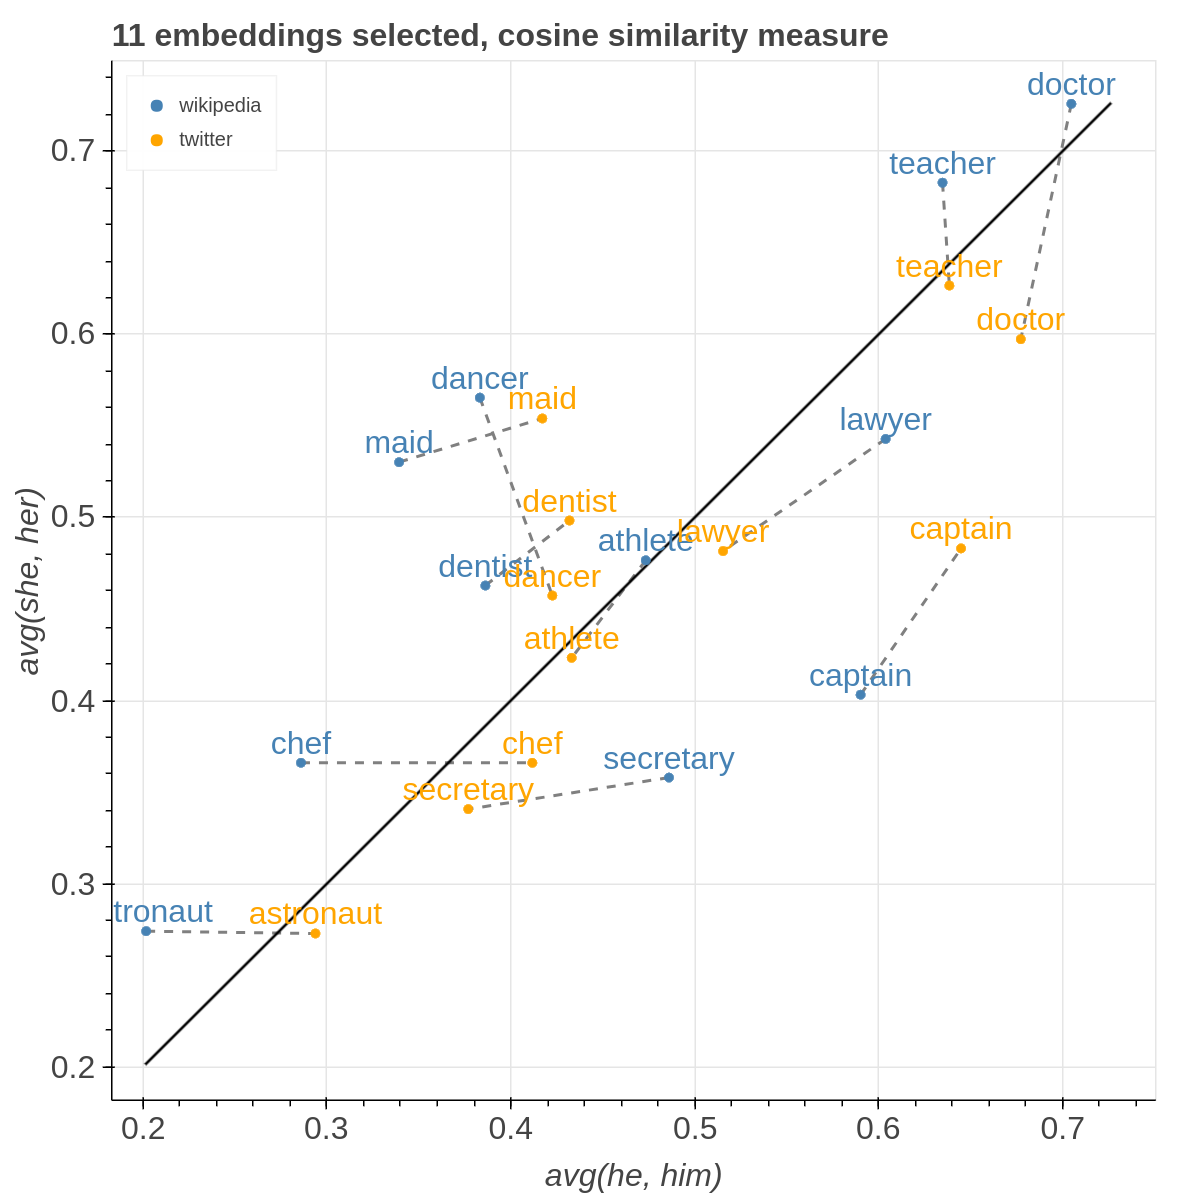 11 embeddings selected, cosine similarity measure
wikipedia
twitter
doctor
teacher
teacher
doctor
dancer
maid
maid
lawyer
dentist
lawyer
captain
athlete
dentist
dancer
athlete
captain
chef
chef
secretary
secretary
tronaut
astronaut
0.7
0.6
0.5
0.4
0.3
0.2
avg(she, her)
0.2 0.3 0.4 0.5 0.6 0.7
avg(he, him)